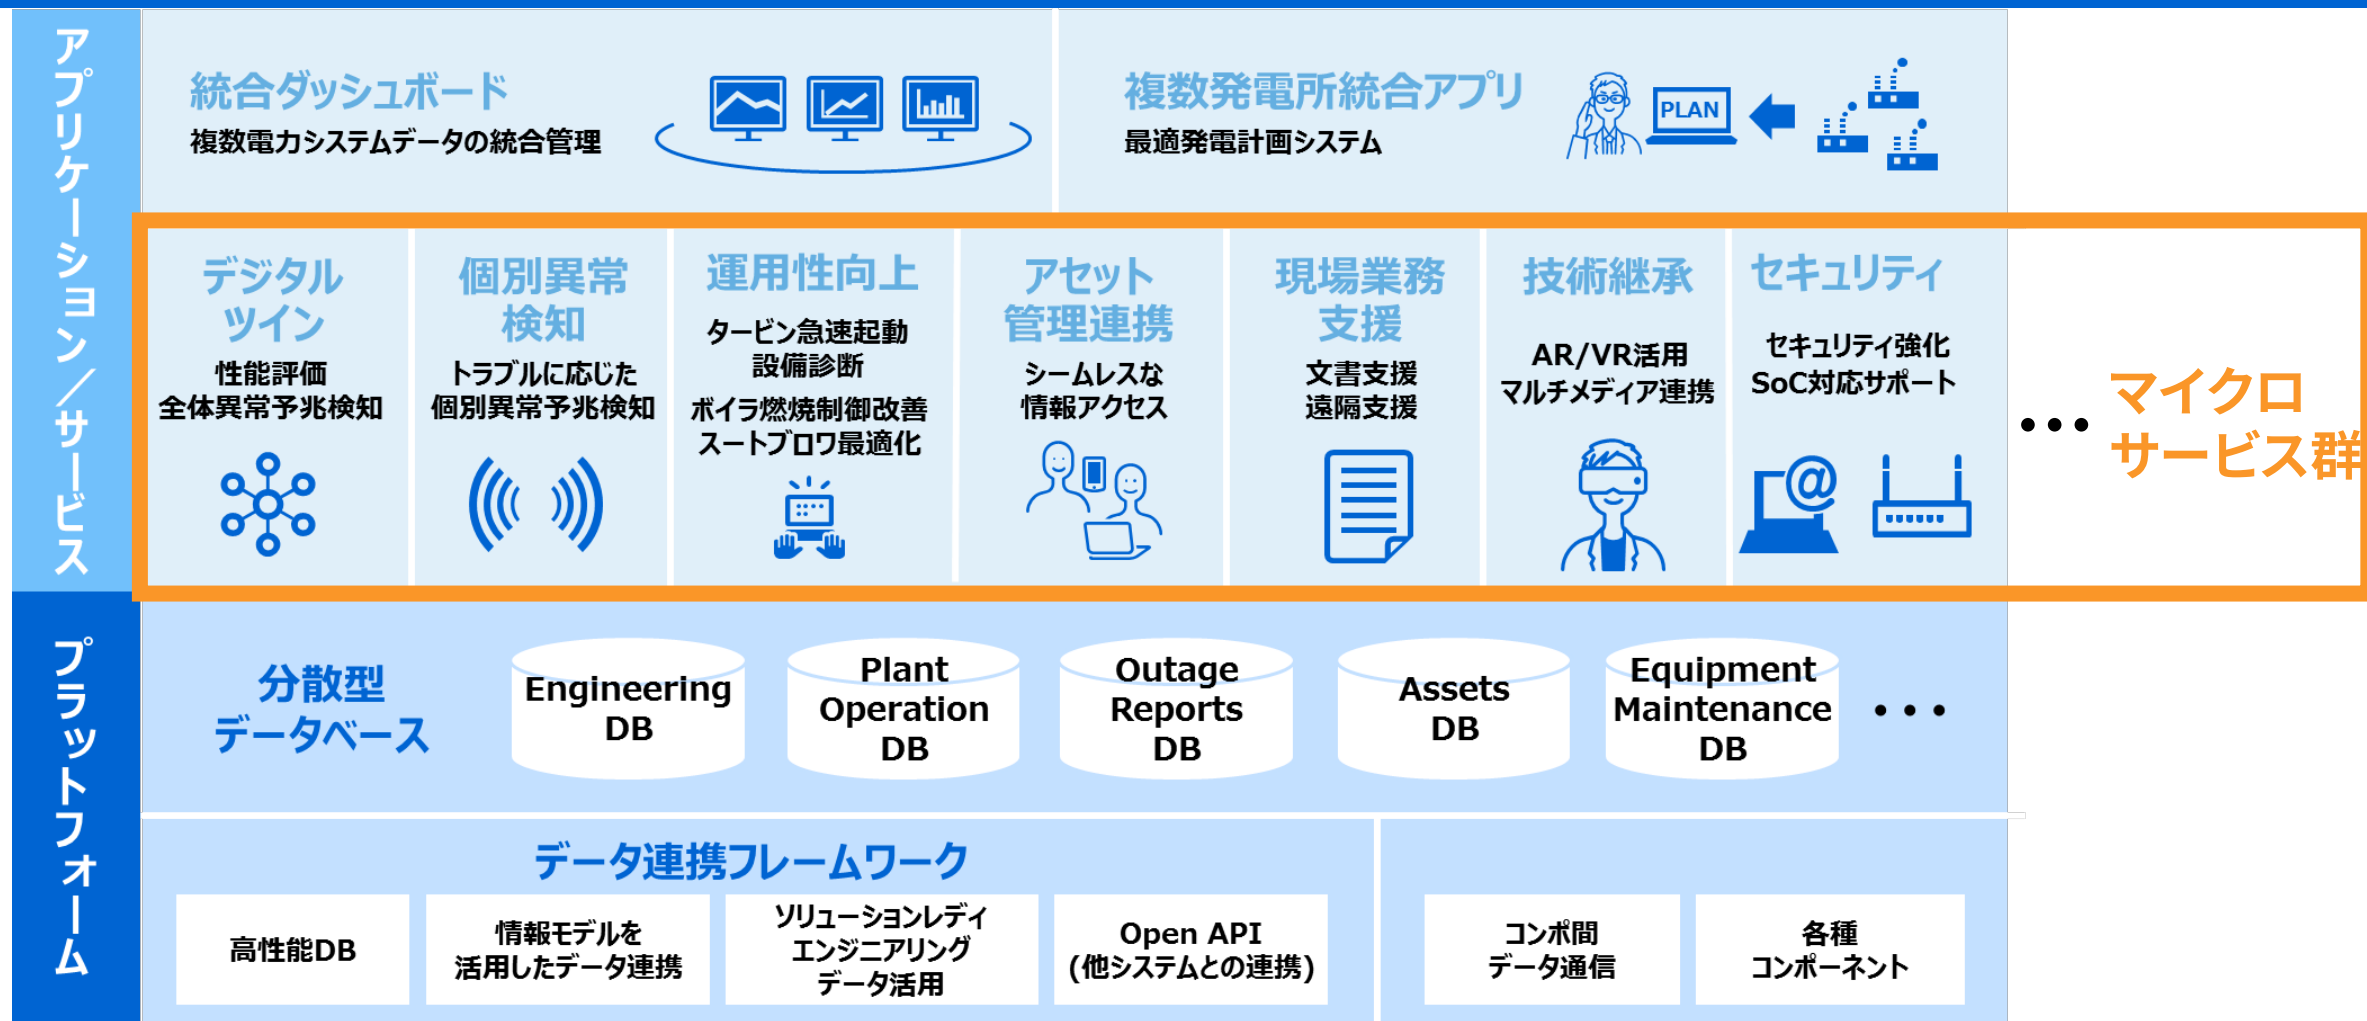 アプリケーション/サービス
統合ダッシュボード
複数電力システムデータの統合管理
複数発電所統合アプリ
最適発電計画システム
PLAN
デジタル
ツイン
性能評価
全体異常予兆検知
個別異常
検知
トラブルに応じた
個別異常予兆検知
運用性向上
タービン急速起動
設備診断
ボイラ燃焼制御改善
スートブロワ最適化
アセット
管理連携
シームレスな
情報アクセス
現場業務
支援
文書支援
遠隔支援
技術継承
AR/VR活用
マルチメディア連携
セキュリティ
セキュリティ強化
SoC対応サポート
@
・・・
マイクロ
サービス群
プラットフォーム
分散型
データベース
Engineering
DB
Plant
Operation
DB
Outage
Reports
DB
Assets
DB
Equipment
Maintenance
DB
・・・
データ連携フレームワーク
高性能DB
情報モデルを
活用したデータ連携
ソリューションレディ
エンジニアリング
データ活用
Open API
(他システムとの連携)
コンポ間
データ通信
各種
コンポーネント